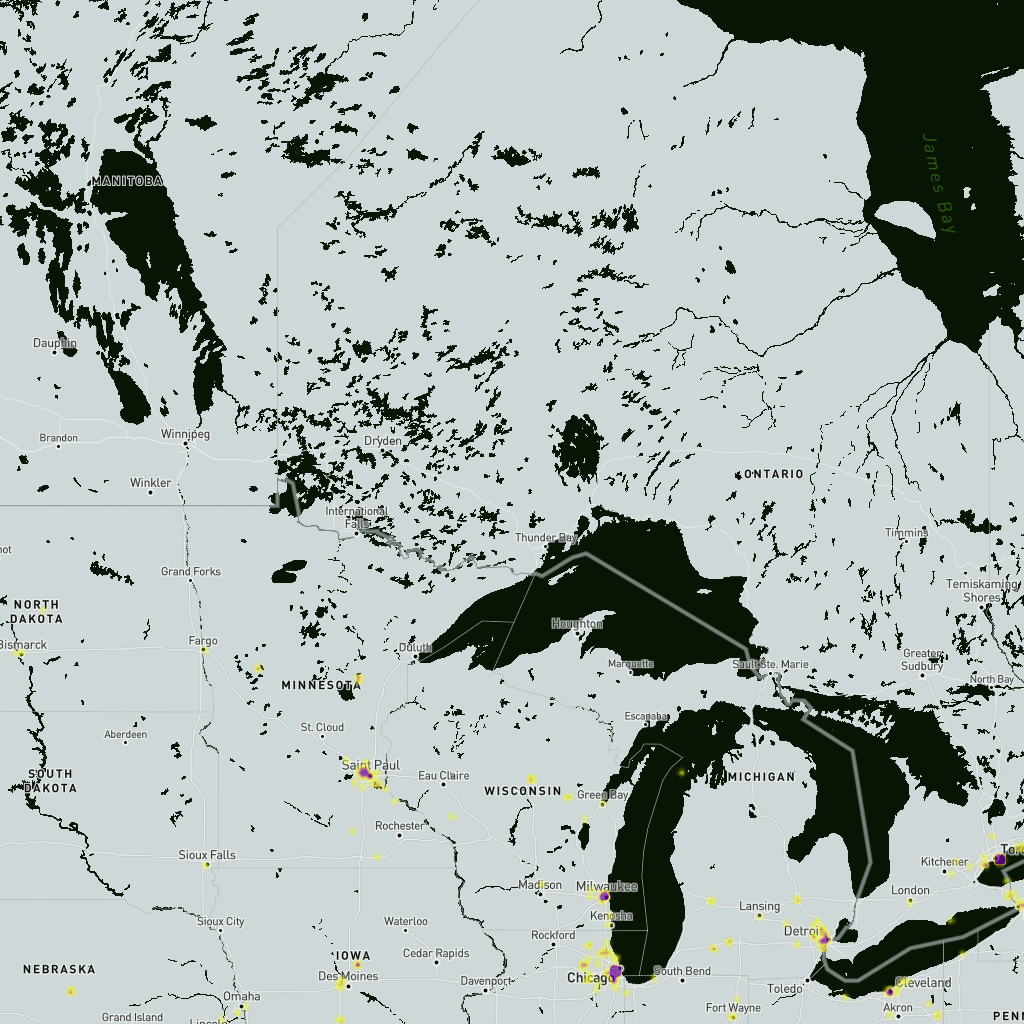 James Bay
MANITOBA
Dauphin
Brandon
Winnipeg
Dryden
Winkler
ONTARIO
International
Falls
Thunder Bay
Timmins
Grand Forks
Temiskaming
Shores
NORTH
DAKOTA
Houghton
Bismarck
Fargo
Duluth
Marquette
Sault Ste. Marie
Greater
Sudbury
North Bay
MINNESOTA
Escanaba
Aberdeen
St. Cloud
Saint Paul
Eau Claire
SOUTH
DAKOTA
WISCONSIN
Green Bay
MICHIGAN
Rochester
Sioux Falls
Kitchener
Madison
Milwaukee
London
Lansing
Kenosha
Sioux City
Waterloo
Rockford
Detroit
NEBRASKA
IOWA
Cedar Rapids
Des Moines
Chicago
South Bend
Davenport
Toledo
Cleveland
Omaha
Fort Wayne
Akron
Grand Island